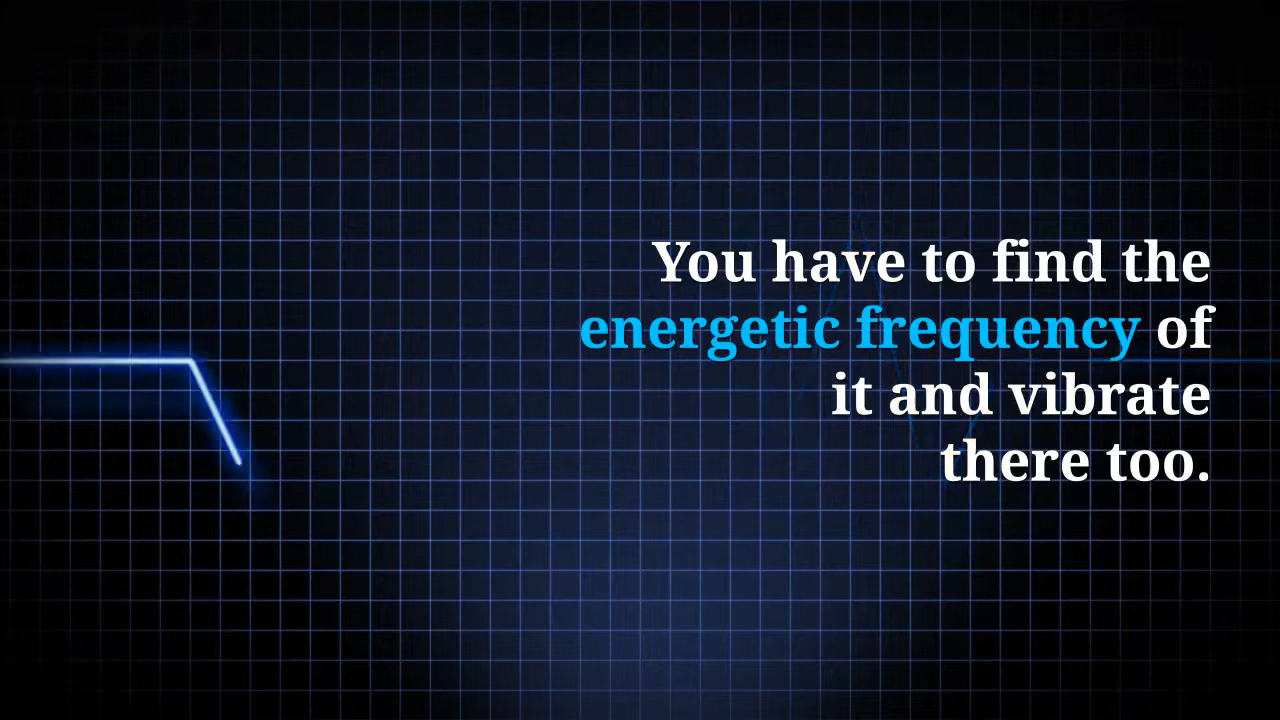 You have to find the
energetic frequency of
it and vibrate
there too.